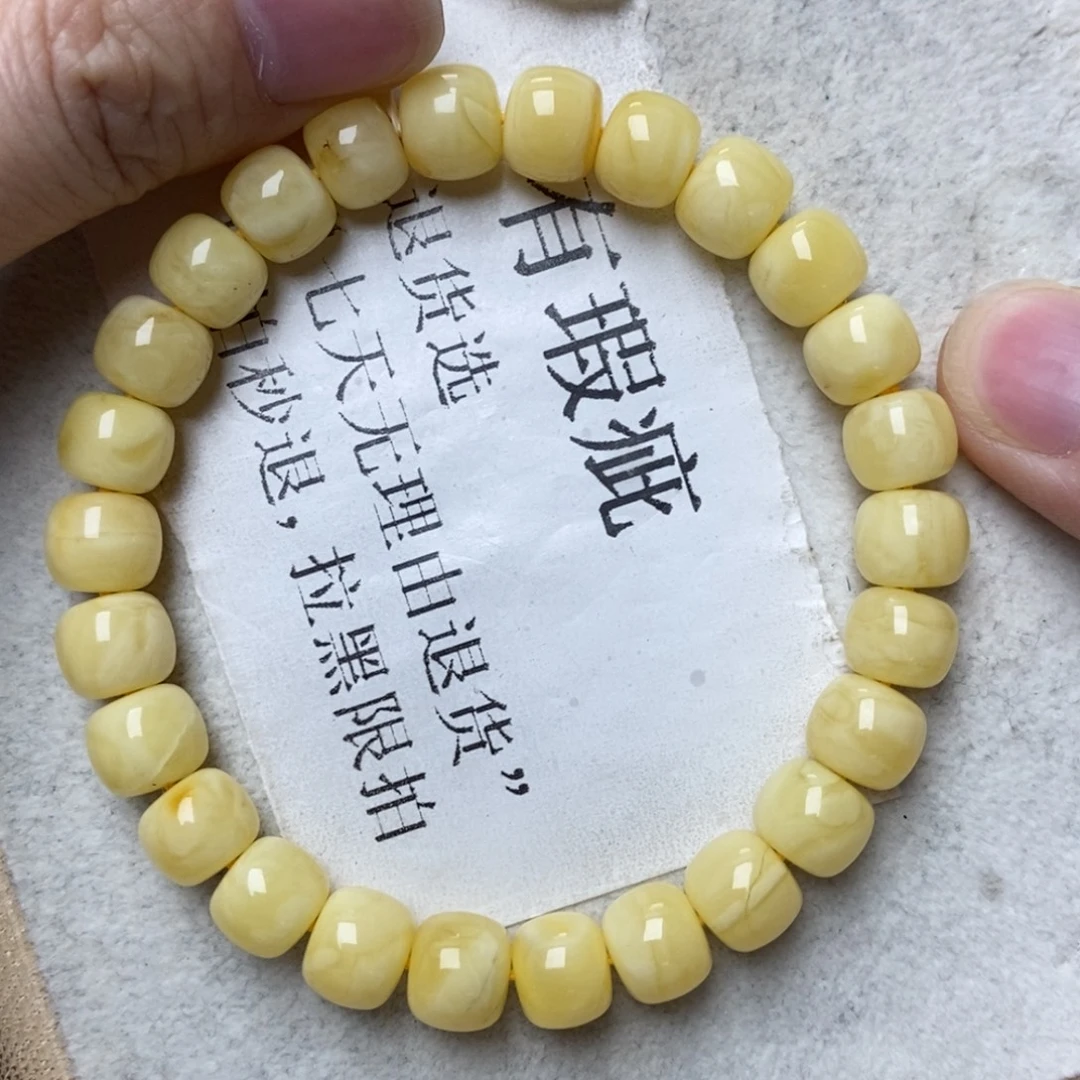 有瑕疵
退货选
七天无理由退货”
秒退，拉黑限拍